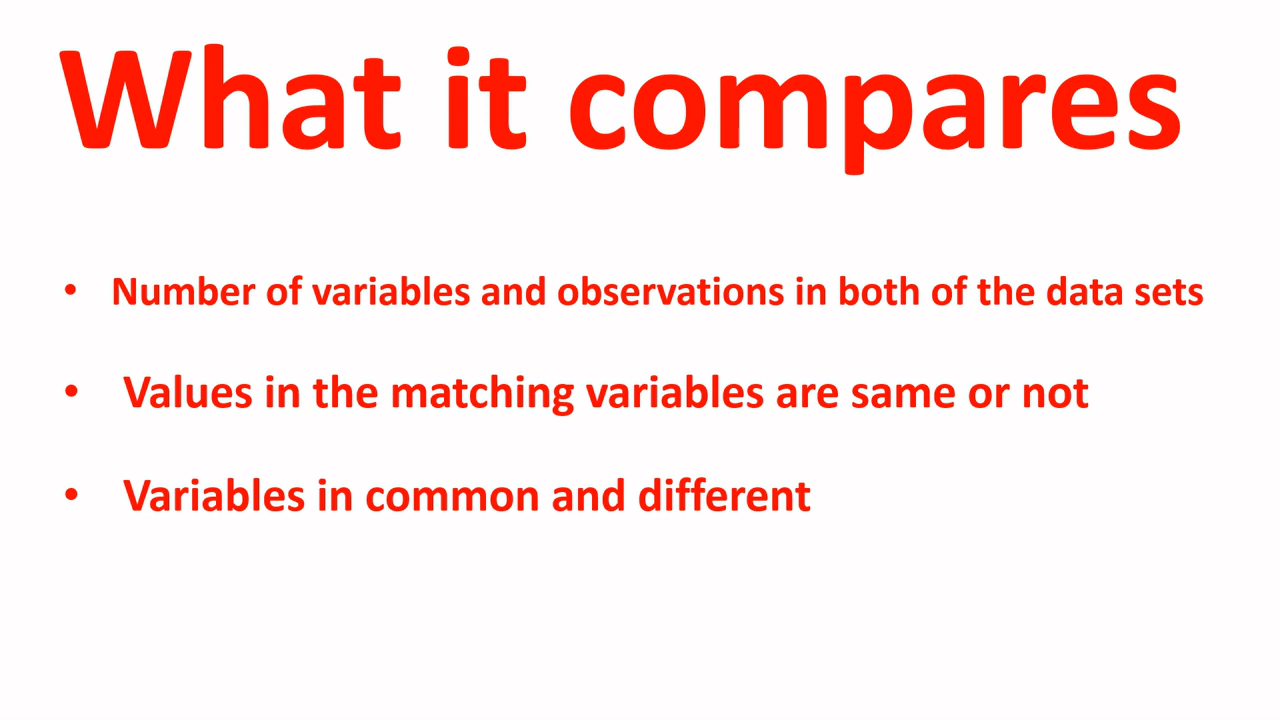 What it compares
• Number of variables and observations in both of the data sets
• Values in the matching variables are same or not
• Variables in common and different